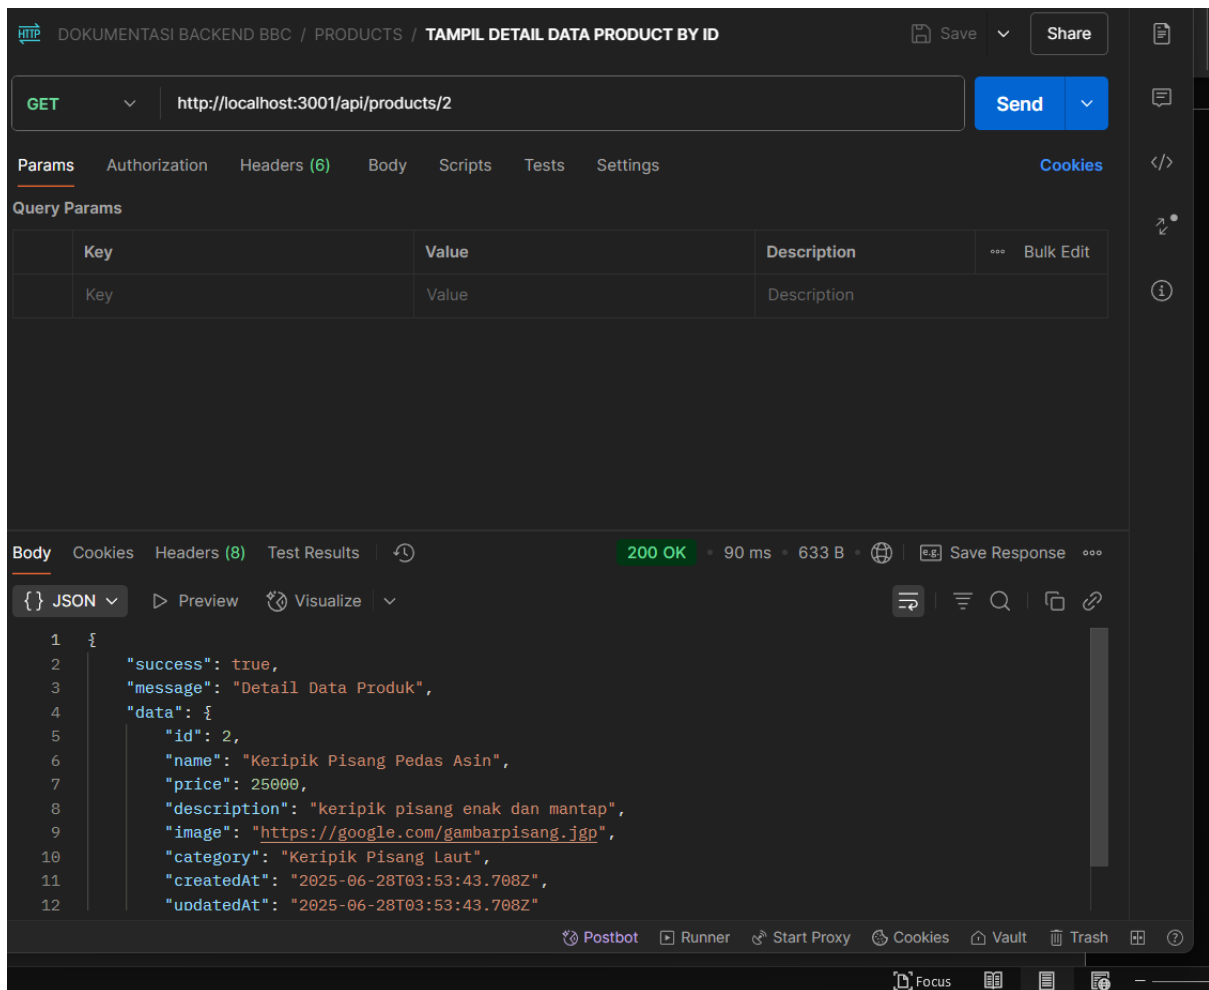 HTTP DOKUMENTASI BACKEND BBC / PRODUCTS / TAMPIL DETAIL DATA PRODUCT BY ID Save Share
GET http://localhost:3001/api/products/2 Send
Params Authorization Headers (6) Body Scripts Tests Settings Cookies
Query Params
Key Value Description Bulk Edit
Key Value Description
Body Cookies Headers (8) Test Results 200 OK 90 ms 633 B e.g. Save Response
{} JSON Preview Visualize
1 {
2 "success": true,
3 "message": "Detail Data Produk",
4 "data": {
5 "id": 2,
6 "name": "Keripik Pisang Pedas Asin",
7 "price": 25000,
8 "description": "keripik pisang enak dan mantap",
9 "image": "https://google.com/gambarpisang.jgp",
10 "category": "Keripik Pisang Laut",
11 "createdAt": "2025-06-28T03:53:43.708Z",
12 "updatedAt": "2025-06-28T03:53:43.708Z"
Postbot Runner Start Proxy Cookies Vault Trash
Focus